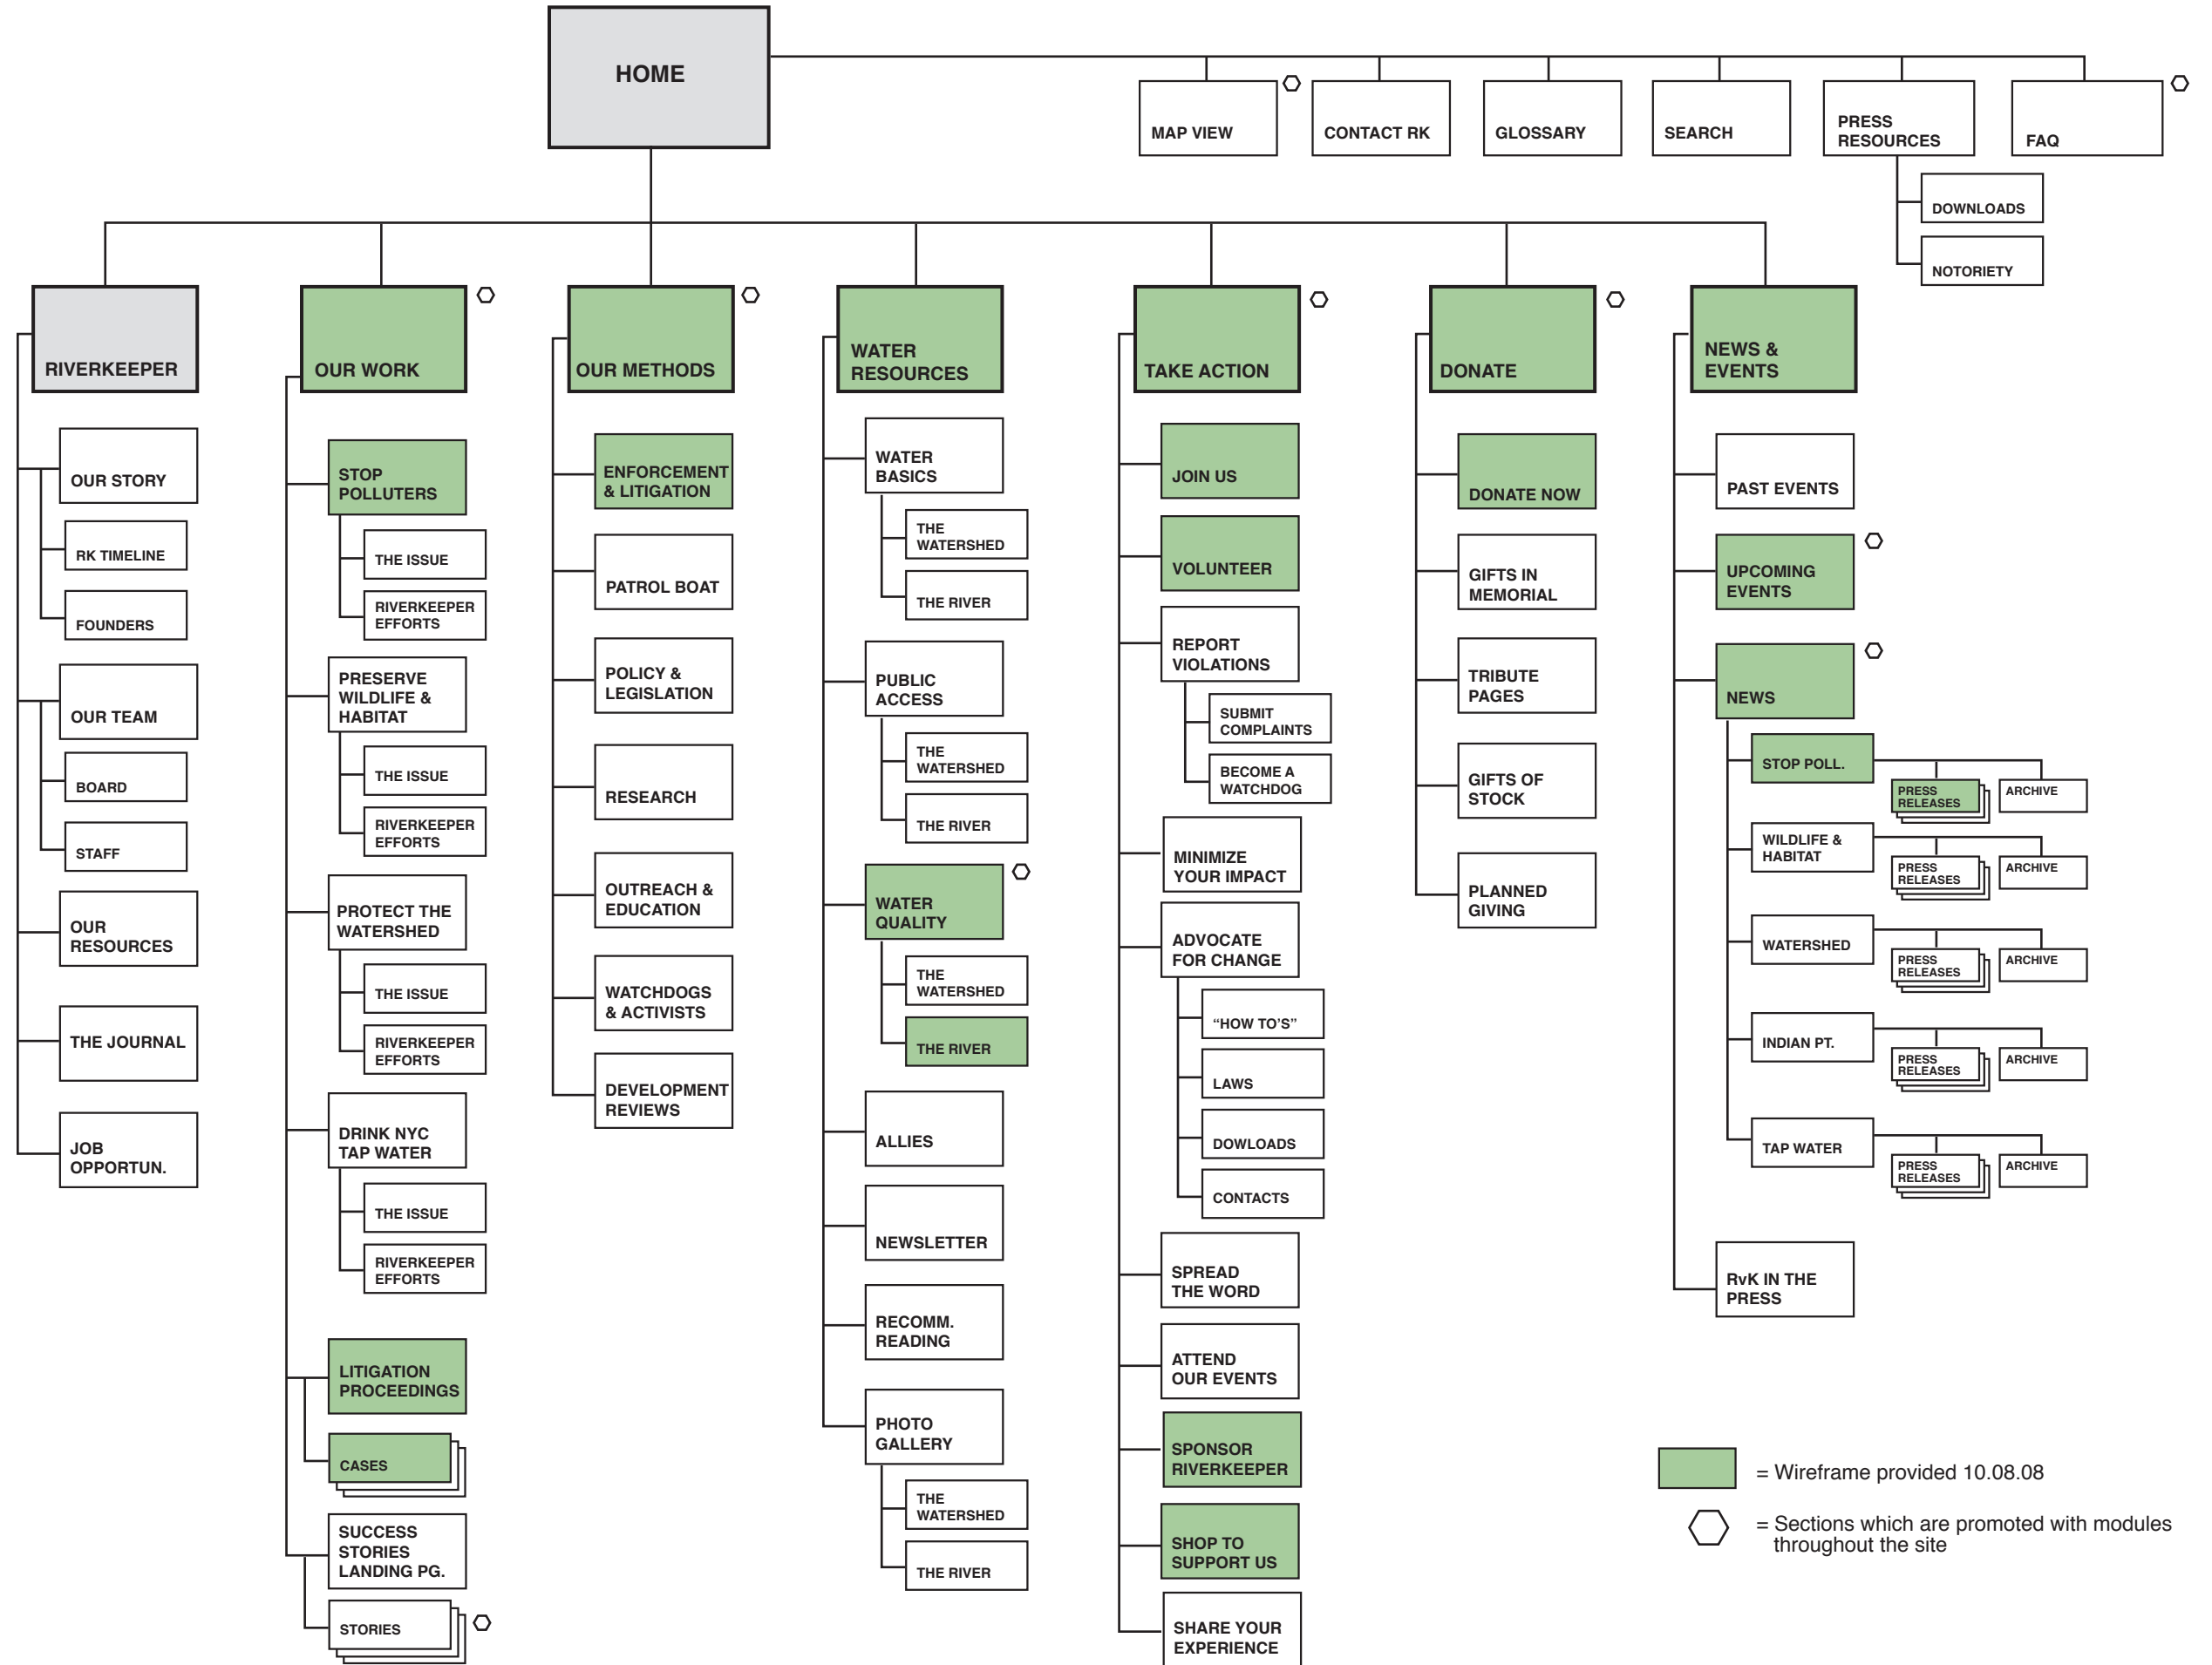 HOME
MAP VIEW
CONTACT RK
GLOSSARY
SEARCH
PRESS
RESOURCES
FAQ
DOWNLOADS
NOTORIETY
RIVERKEEPER
OUR STORY
RK TIMELINE
FOUNDERS
OUR TEAM
BOARD
STAFF
OUR
RESOURCES
THE JOURNAL
JOB
OPPORTUN.
OUR WORK
STOP
POLLUTERS
THE ISSUE
RIVERKEEPER
EFFORTS
PRESERVE
WILDLIFE &
HABITAT
THE ISSUE
RIVERKEEPER
EFFORTS
PROTECT THE
WATERSHED
THE ISSUE
RIVERKEEPER
EFFORTS
DRINK NYC
TAP WATER
THE ISSUE
RIVERKEEPER
EFFORTS
LITIGATION
PROCEEDINGS
CASES
SUCCESS
STORIES
LANDING PG.
STORIES
OUR METHODS
ENFORCEMENT
& LITIGATION
PATROL BOAT
POLICY &
LEGISLATION
RESEARCH
OUTREACH &
EDUCATION
WATCHDOGS
& ACTIVISTS
DEVELOPMENT
REVIEWS
WATER
RESOURCES
WATER
BASICS
THE
WATERSHED
THE RIVER
PUBLIC
ACCESS
THE
WATERSHED
THE RIVER
WATER
QUALITY
THE
WATERSHED
THE RIVER
ALLIES
NEWSLETTER
RECOMM.
READING
PHOTO
GALLERY
THE
WATERSHED
THE RIVER
TAKE ACTION
JOIN US
VOLUNTEER
REPORT
VIOLATIONS
SUBMIT
COMPLAINTS
BECOME A
WATCHDOG
MINIMIZE
YOUR IMPACT
ADVOCATE
FOR CHANGE
“HOW TO’S”
LAWS
DOWLOADS
CONTACTS
SPREAD
THE WORD
ATTEND
OUR EVENTS
SPONSOR
RIVERKEEPER
SHOP TO
SUPPORT US
SHARE YOUR
EXPERIENCE
DONATE
DONATE NOW
GIFTS IN
MEMORIAL
TRIBUTE
PAGES
GIFTS OF
STOCK
PLANNED
GIVING
NEWS &
EVENTS
PAST EVENTS
UPCOMING
EVENTS
NEWS
STOP POLL.
PRESS
RELEASES
ARCHIVE
WILDLIFE &
HABITAT
PRESS
RELEASES
ARCHIVE
WATERSHED
PRESS
RELEASES
ARCHIVE
INDIAN PT.
PRESS
RELEASES
ARCHIVE
TAP WATER
PRESS
RELEASES
ARCHIVE
RvK IN THE
PRESS
= Wireframe provided 10.08.08
= Sections which are promoted with modules
throughout the site